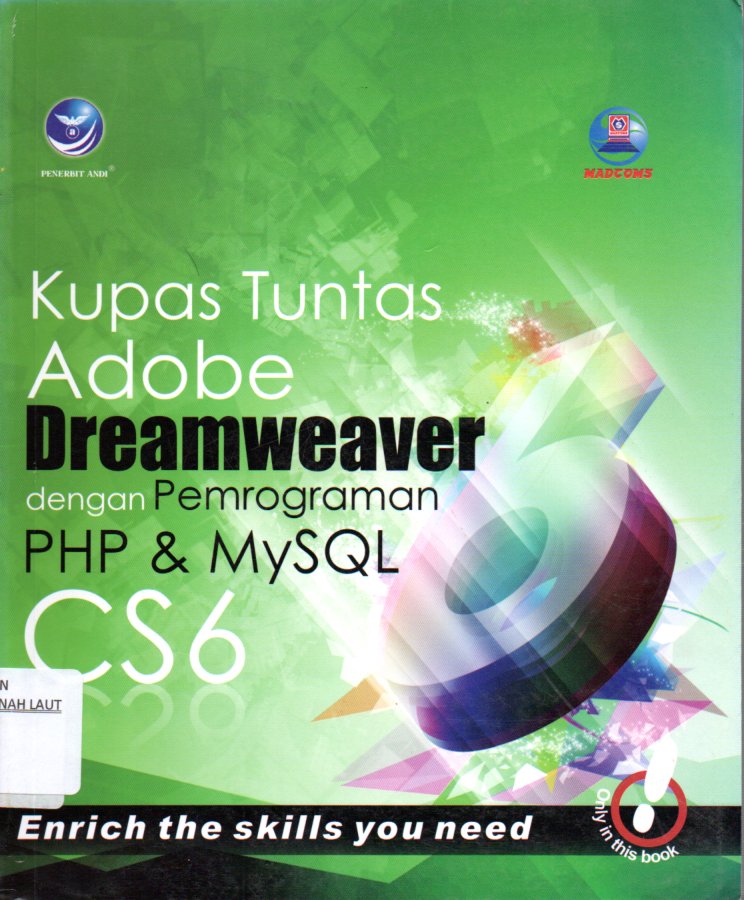 PENERBIT ANDI®
MADCOMS
Kupas Tuntas
Adobe
Dreamweaver
dengan Pemrograman
PHP & MySQL
CS6
N
NAH LAUT
Enrich the skills you need
Only in this book